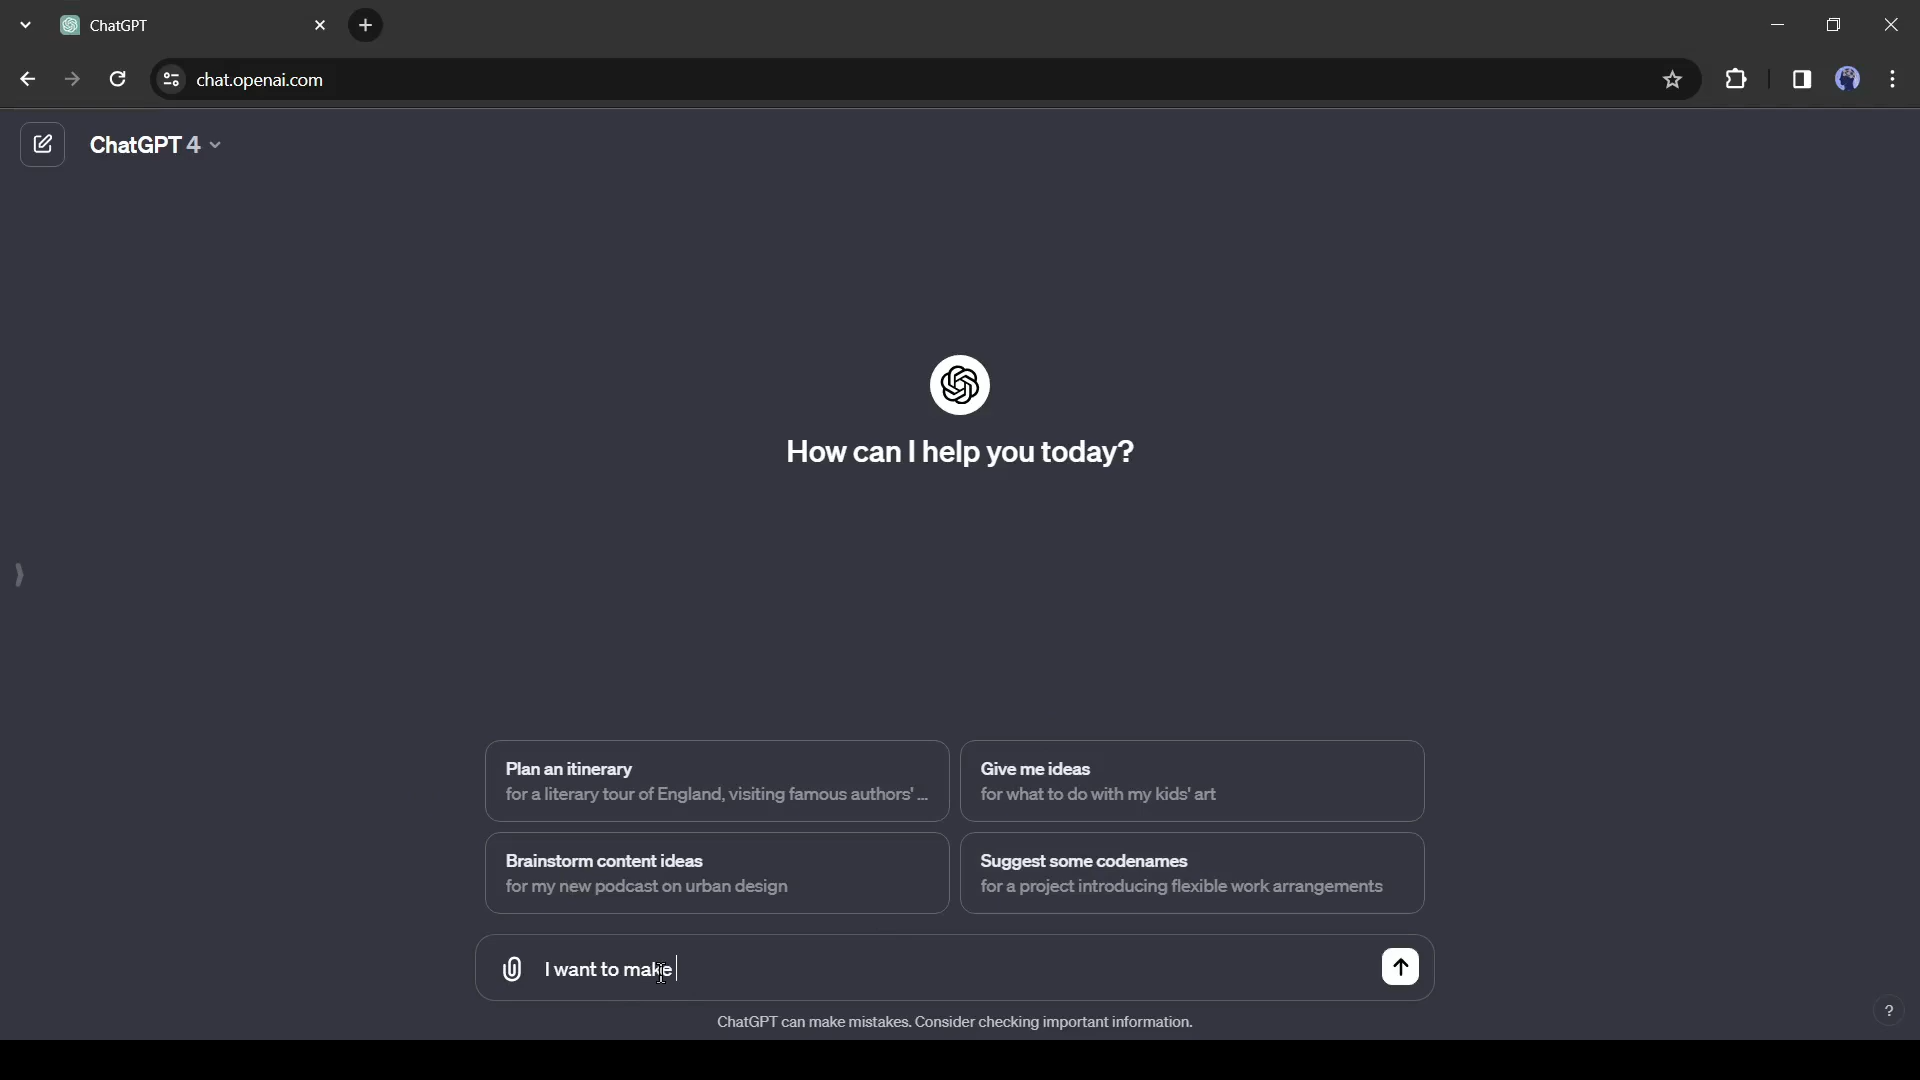 ChatGPT
chat.openai.com
ChatGPT 4
How can I help you today?
Plan an itinerary
for a literary tour of England, visiting famous authors' ...
Give me ideas
for what to do with my kids' art
Brainstorm content ideas
for my new podcast on urban design
Suggest some codenames
for a project introducing flexible work arrangements
I want to make
ChatGPT can make mistakes. Consider checking important information.
?